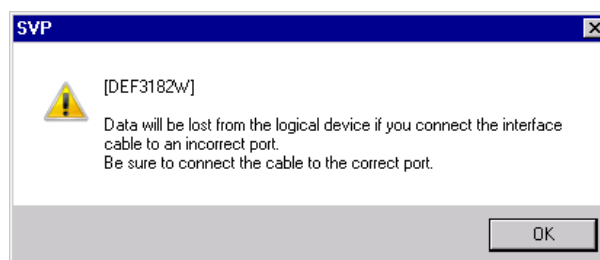 SVP
[DEF3182W]
Data will be lost from the logical device if you connect the interface
cable to an incorrect port.
Be sure to connect the cable to the correct port.
OK